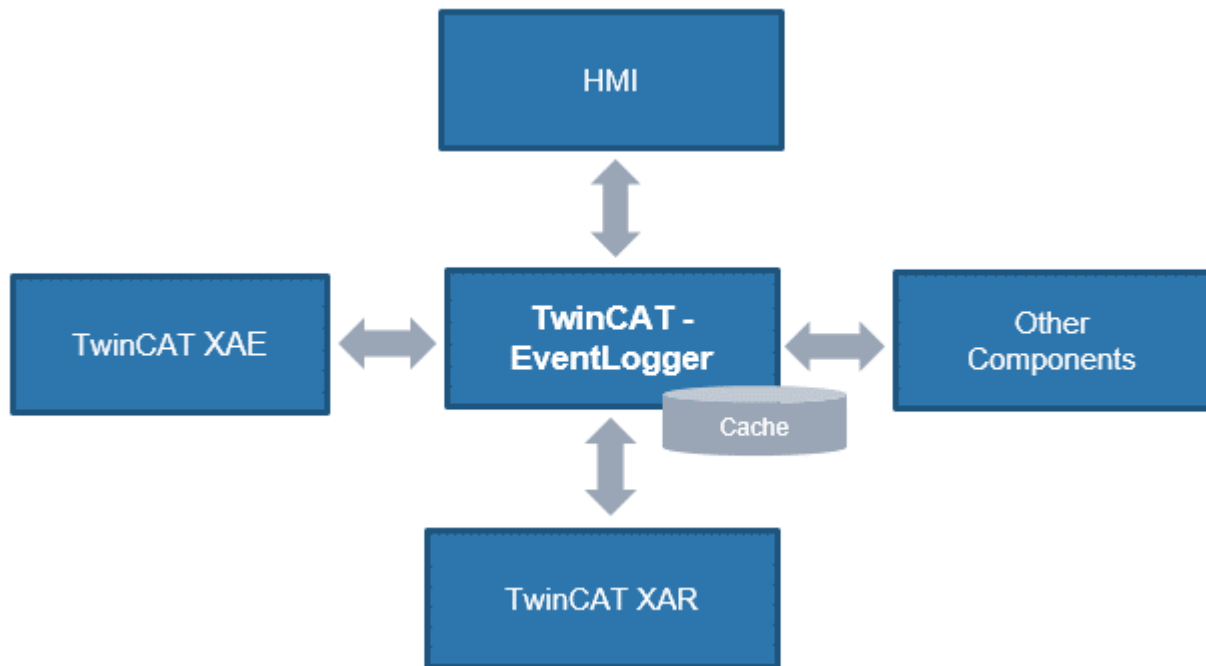 HMI
TwinCAT XAE
TwinCAT -
EventLogger
Cache
Other
Components
TwinCAT XAR